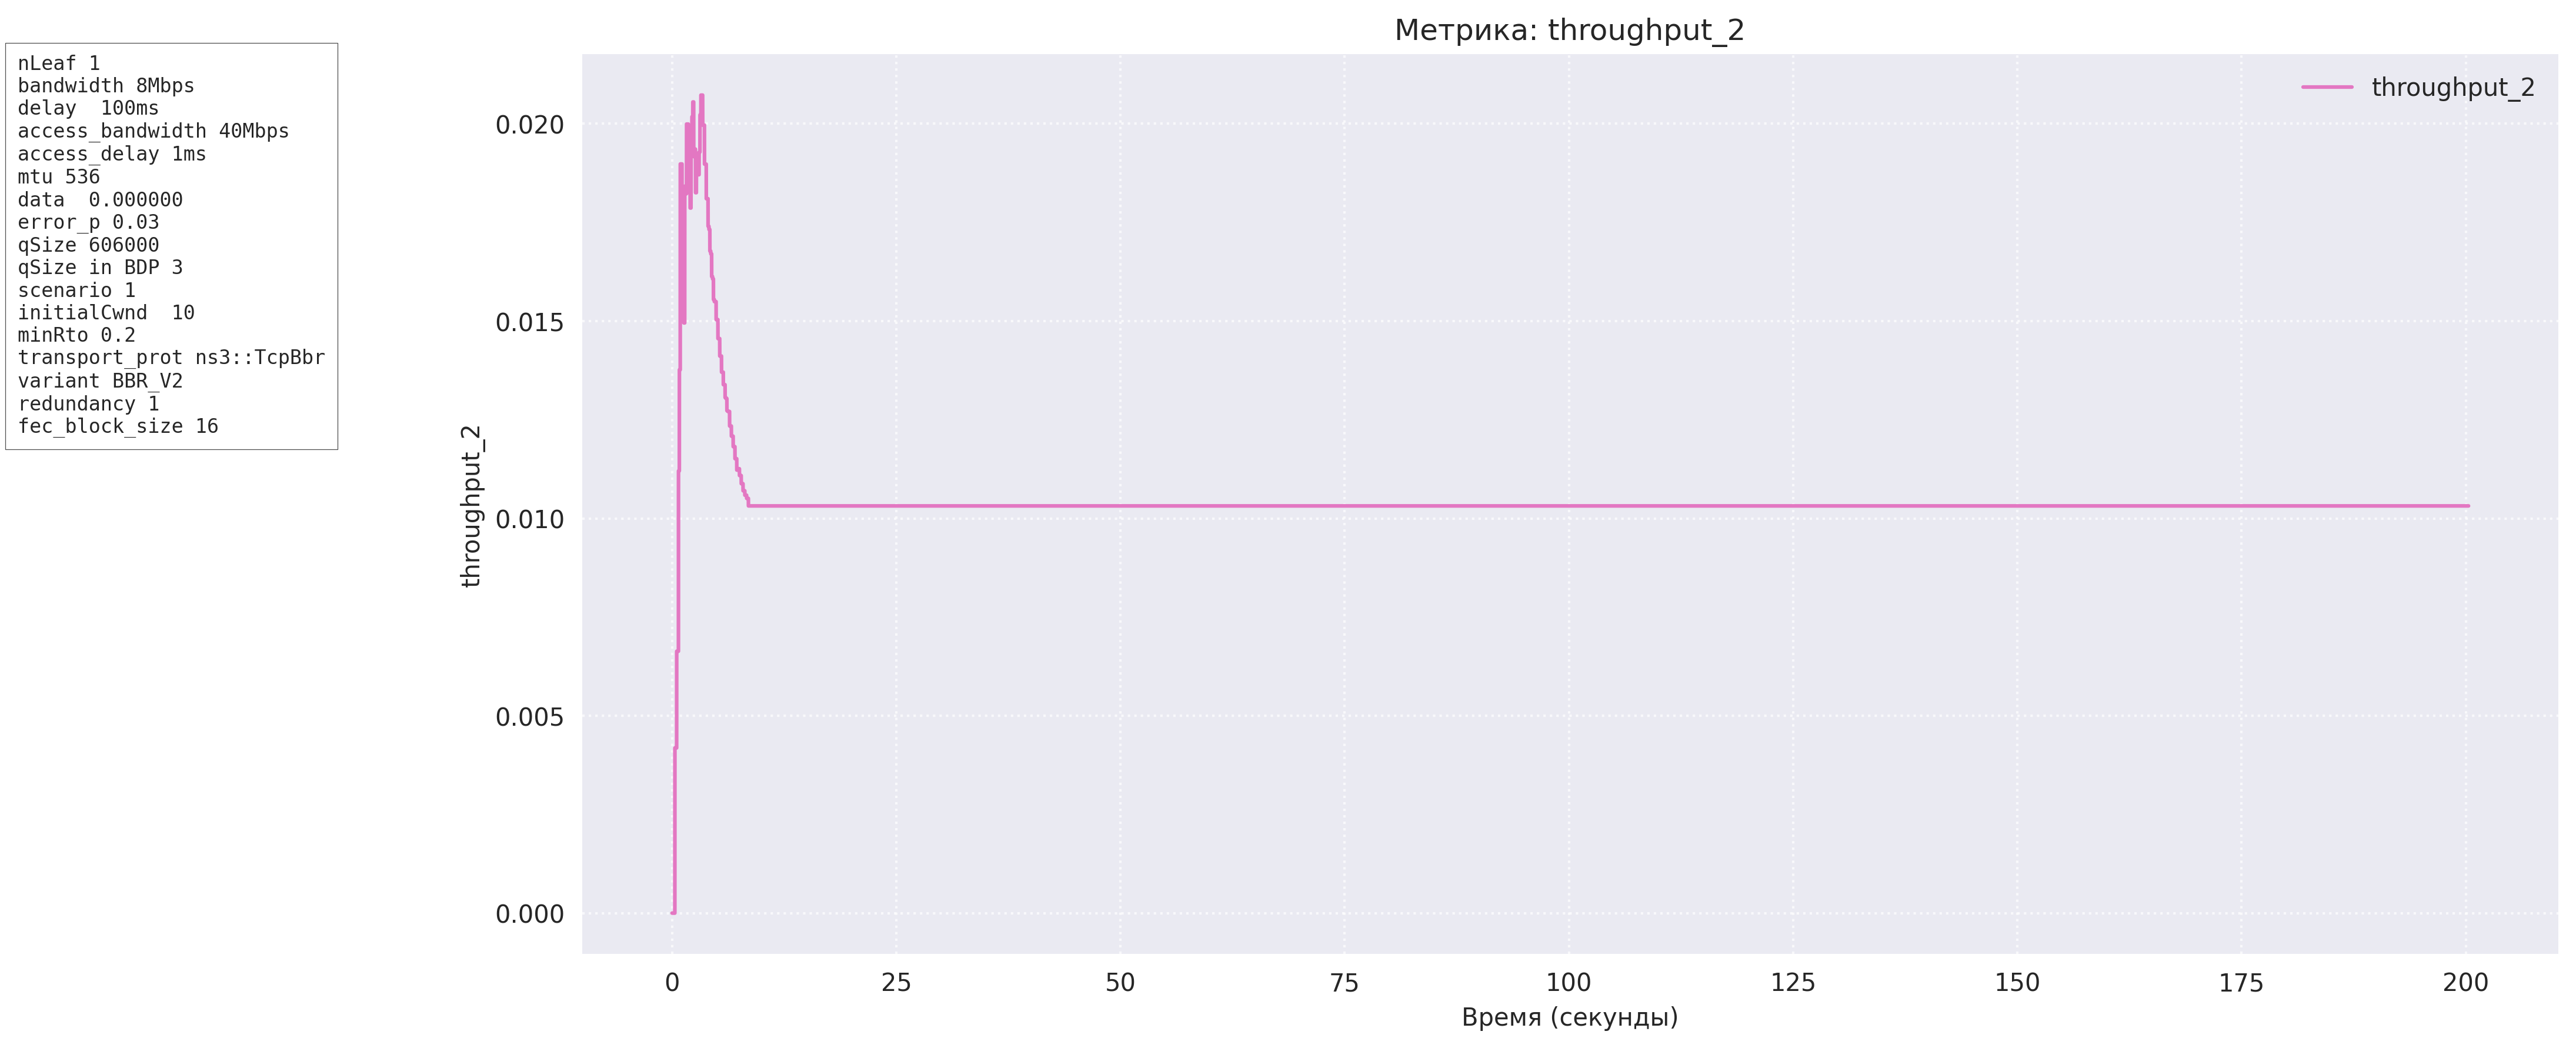 Метрика: throughput_2
nLeaf 1
bandwidth 8Mbps
delay  100ms
access_bandwidth 40Mbps
access_delay 1ms
mtu 536
data  0.000000
error_p 0.03
qSize 606000
qSize in BDP 3
scenario 1
initialCwnd  10
minRto 0.2
transport_prot ns3::TcpBbr
variant BBR_V2
redundancy 1
fec_block_size 16
throughput_2
throughput_2
0.020
0.015
0.010
0.005
0.000
0 25 50 75 100 125 150 175 200
Время (секунды)